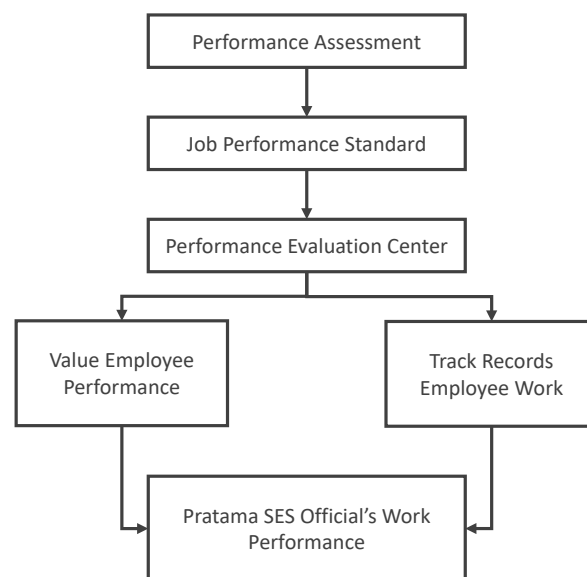 Performance Assessment
Job Performance Standard
Performance Evaluation Center
Value Employee
Performance
Track Records
Employee Work
Pratama SES Official's Work
Performance